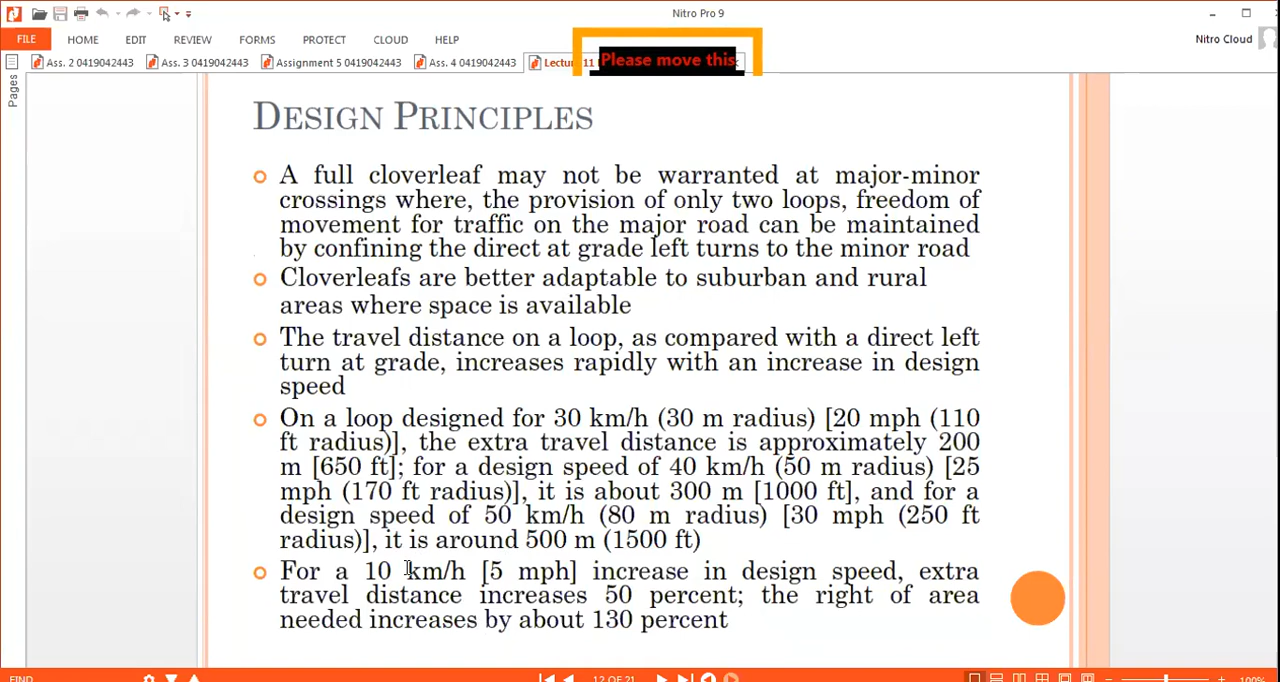 Nitro Pro 9
FILE HOME EDIT REVIEW FORMS PROTECT CLOUD HELP Nitro Cloud
Ass. 2 0419042443 Ass. 3 0419042443 Assignment 5 0419042443 Ass. 4 0419042443 Lecture 11
Please move this
Pages
DESIGN PRINCIPLES
A full cloverleaf may not be warranted at major-minor
crossings where, the provision of only two loops, freedom of
movement for traffic on the major road can be maintained
by confining the direct at grade left turns to the minor road
Cloverleafs are better adaptable to suburban and rural
areas where space is available
The travel distance on a loop, as compared with a direct left
turn at grade, increases rapidly with an increase in design
speed
On a loop designed for 30 km/h (30 m radius) [20 mph (110
ft radius)], the extra travel distance is approximately 200
m [650 ft]; for a design speed of 40 km/h (50 m radius) [25
mph (170 ft radius)], it is about 300 m [1000 ft], and for a
design speed of 50 km/h (80 m radius) [30 mph (250 ft
radius)], it is around 500 m (1500 ft)
For a 10 km/h [5 mph] increase in design speed, extra
travel distance increases 50 percent; the right of area
needed increases by about 130 percent
FIND 12 OF 21 100%